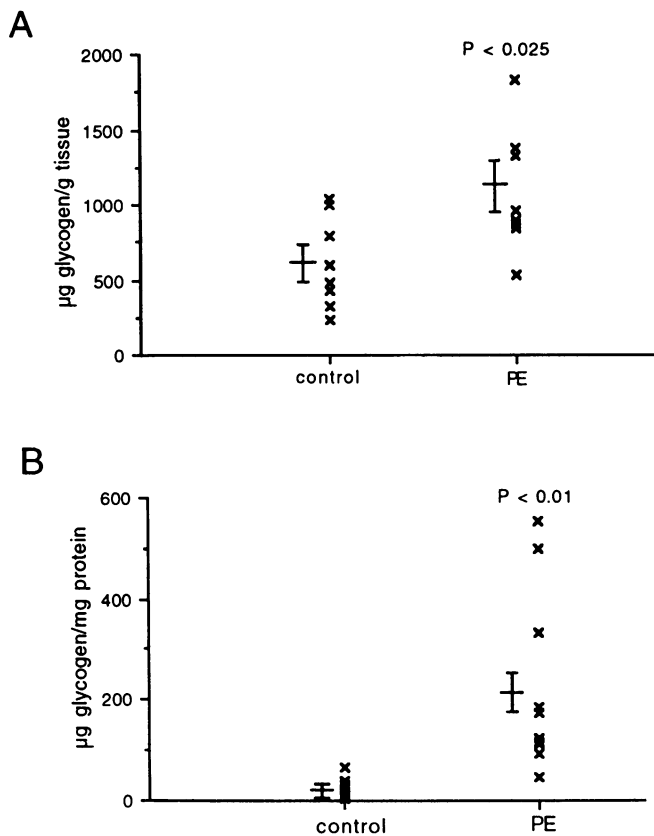 A
P < 0.025
2000
1500
1000
500
0
µg glycogen/g tissue
control
PE
B
P < 0.01
600
400
200
0
µg glycogen/mg protein
control
PE